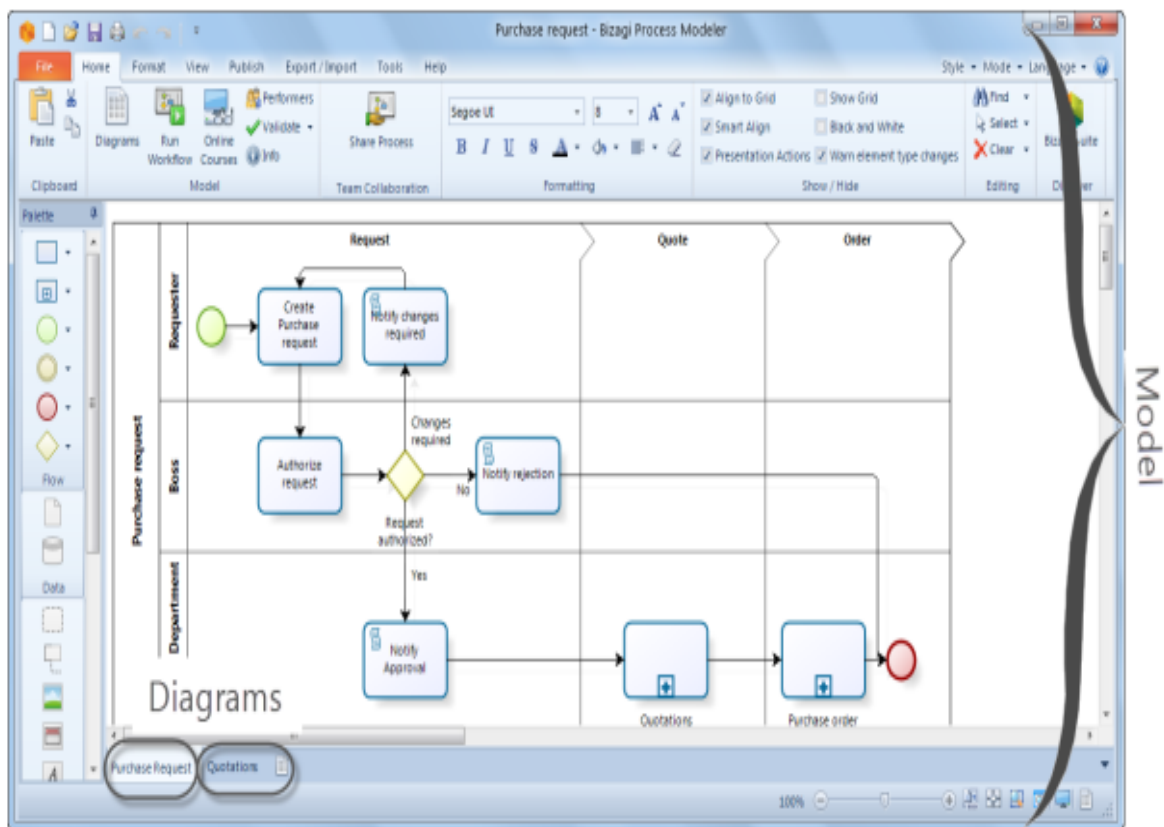 Purchase request - Bizagi Process Modeler
File Home Format View Publish Export/Import Tools Help
Style Mode Language
Paste
Clipboard
Diagrams
Run
Workflow
Online
Courses
Performers
Validate
Info
Model
Share Process
Team Collaboration
Segoe UI 8
B I U S A
Formatting
Align to Grid
Smart Align
Presentation Actions
Show Grid
Black and White
Warn element type changes
Show / Hide
Find
Select
Clear
Editing
Palette
Flow
Data
A
Purchase request
Requester
Boss
Department
Request
Quote
Order
Create
Purchase
request
Notify changes
required
Changes
required
Authorize
request
Request
authorized?
No
Notify rejection
Yes
Notify
Approval
Quotations
Purchase order
Diagrams
Purchase Request
Quotations
100%
Model